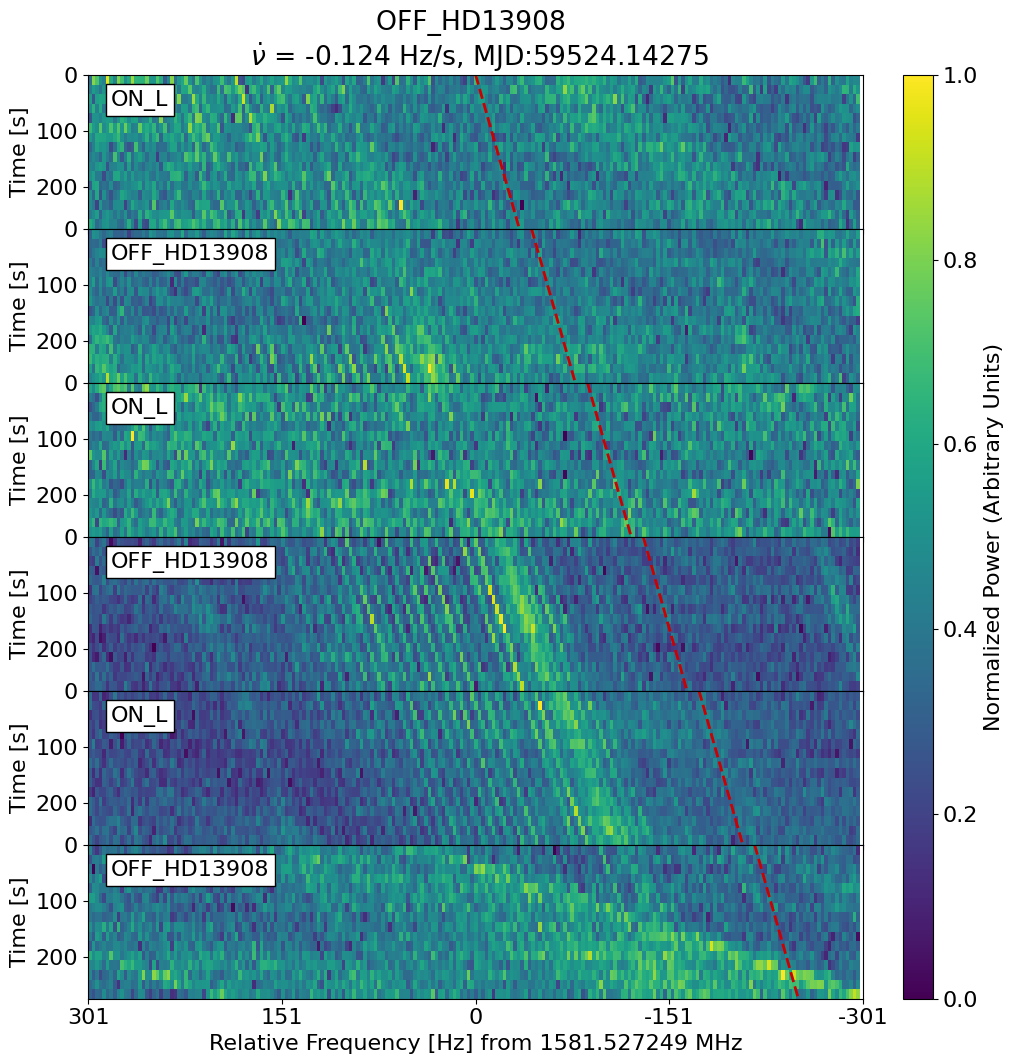 OFF_HD13908
ν̇ = -0.124 Hz/s, MJD:59524.14275
0
ON_L
100
200
Time [s]
0
OFF_HD13908
100
200
Time [s]
0
ON_L
100
200
Time [s]
0
OFF_HD13908
100
200
Time [s]
0
ON_L
100
200
Time [s]
0
OFF_HD13908
100
200
Time [s]
301 151 0 -151 -301
Relative Frequency [Hz] from 1581.527249 MHz
1.0
0.8
0.6
0.4
0.2
0.0
Normalized Power (Arbitrary Units)